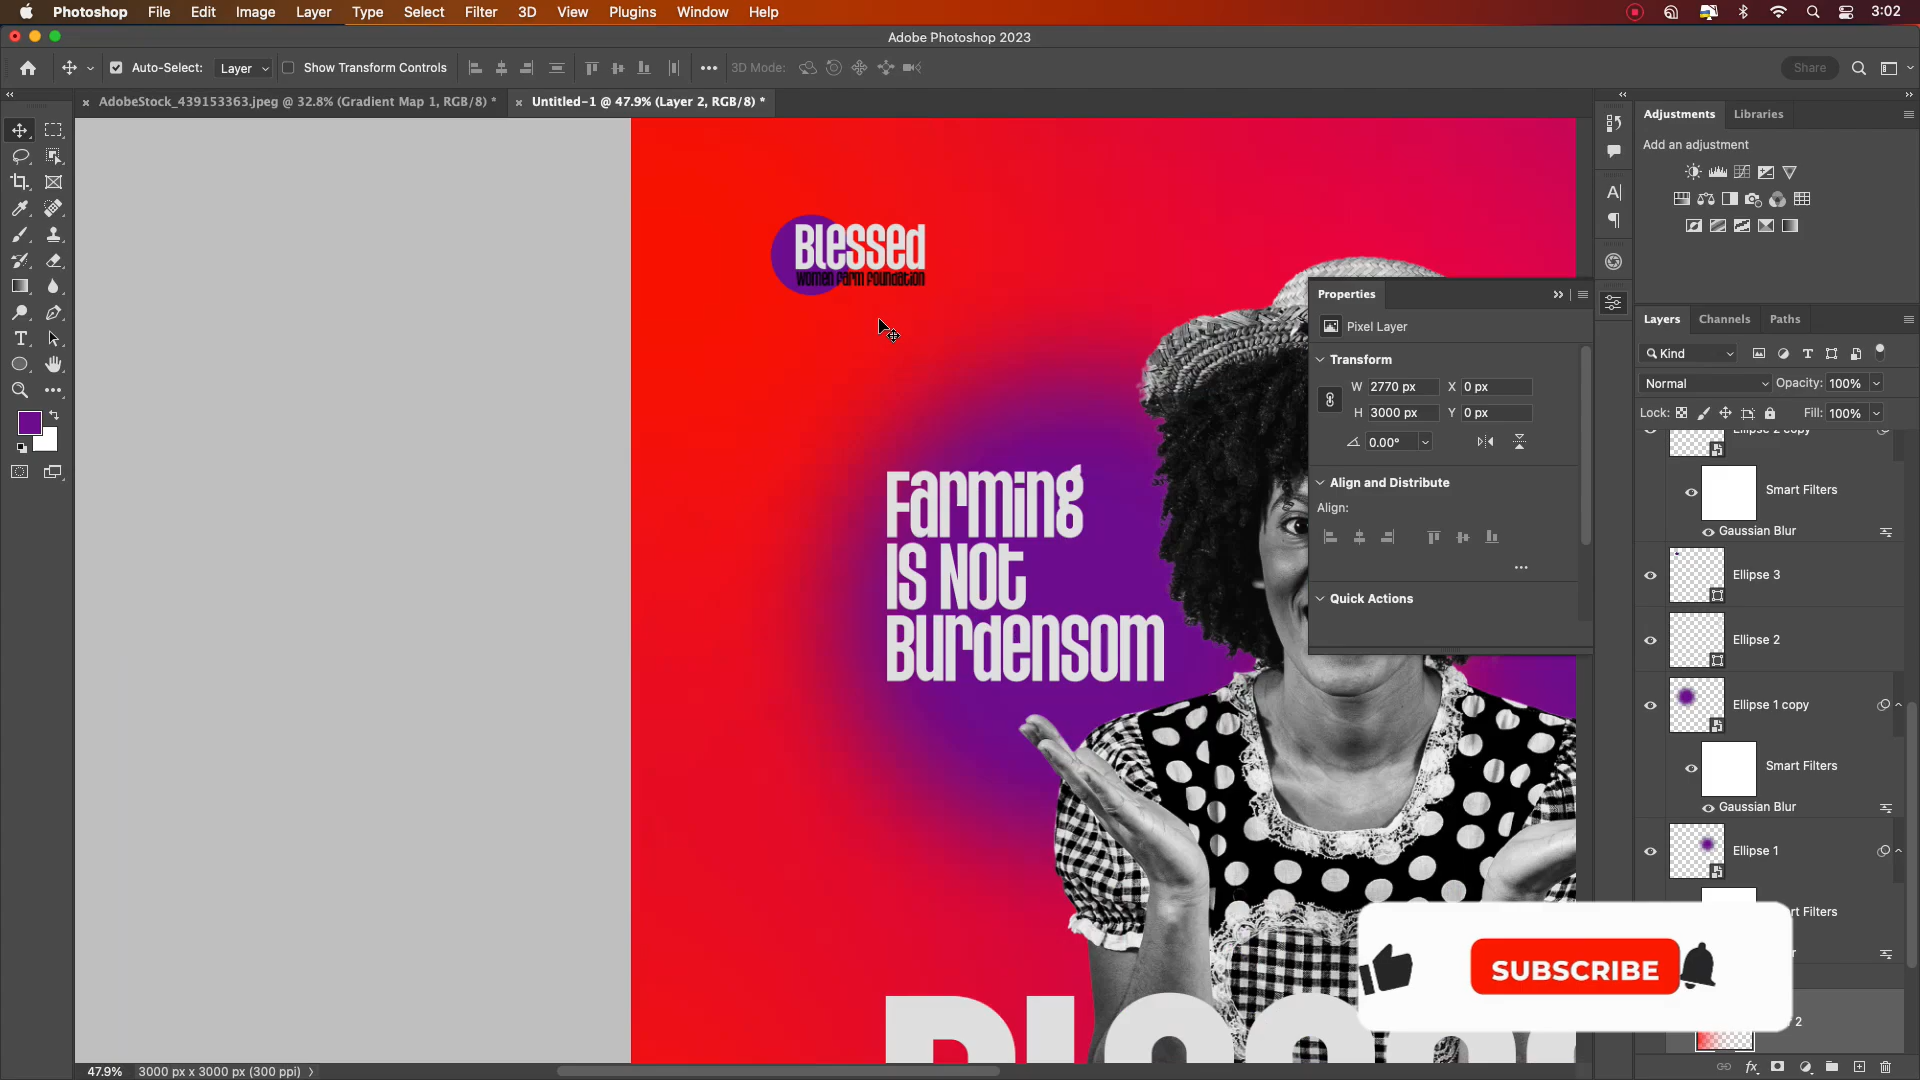 Photoshop File Edit Image Layer Type Select Filter 3D View Plugins Window Help 3:02
Adobe Photoshop 2023
Auto-Select: Layer Show Transform Controls 3D Mode: Share
AdobeStock_439153363.jpeg @ 32.8% (Gradient Map 1, RGB/8) * Untitled-1 @ 47.9% (Layer 2, RGB/8) *
Adjustments Libraries
Add an adjustment
Blessed
Women Farm Foundation
Farming
Is Not
Burdensom
Properties
Pixel Layer
Transform
W 2770 px X 0 px
H 3000 px Y 0 px
0.00°
Align and Distribute
Align:
Quick Actions
Layers Channels Paths
Kind
Normal Opacity: 100%
Lock: Fill: 100%
Smart Filters
Gaussian Blur
Ellipse 3
Ellipse 2
Ellipse 1 copy
Smart Filters
Gaussian Blur
Ellipse 1
SUBSCRIBE
47.9% 3000 px x 3000 px (300 ppi)